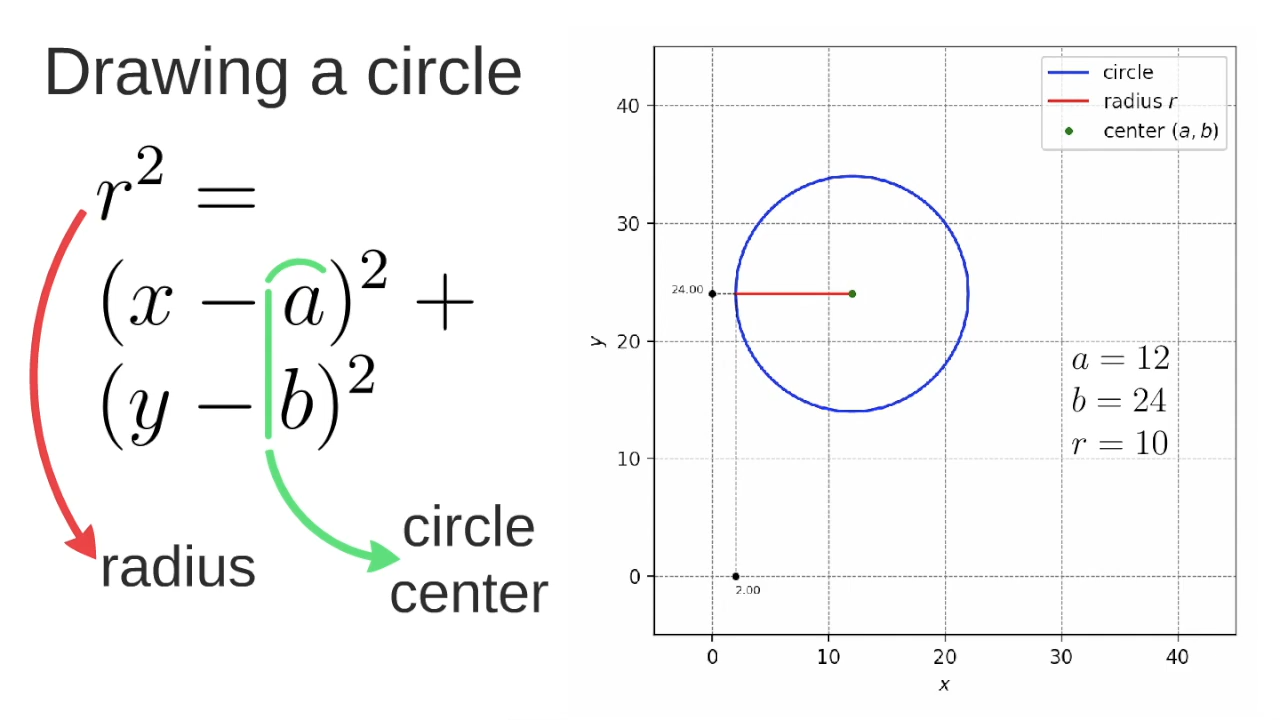 Drawing a circle
r² =
(x − a)² +
(y − b)²
radius
circle
center
circle
radius r
center (a, b)
40
30
24.00
20
10
0
2.00
y
a = 12
b = 24
r = 10
0 10 20 30 40
x